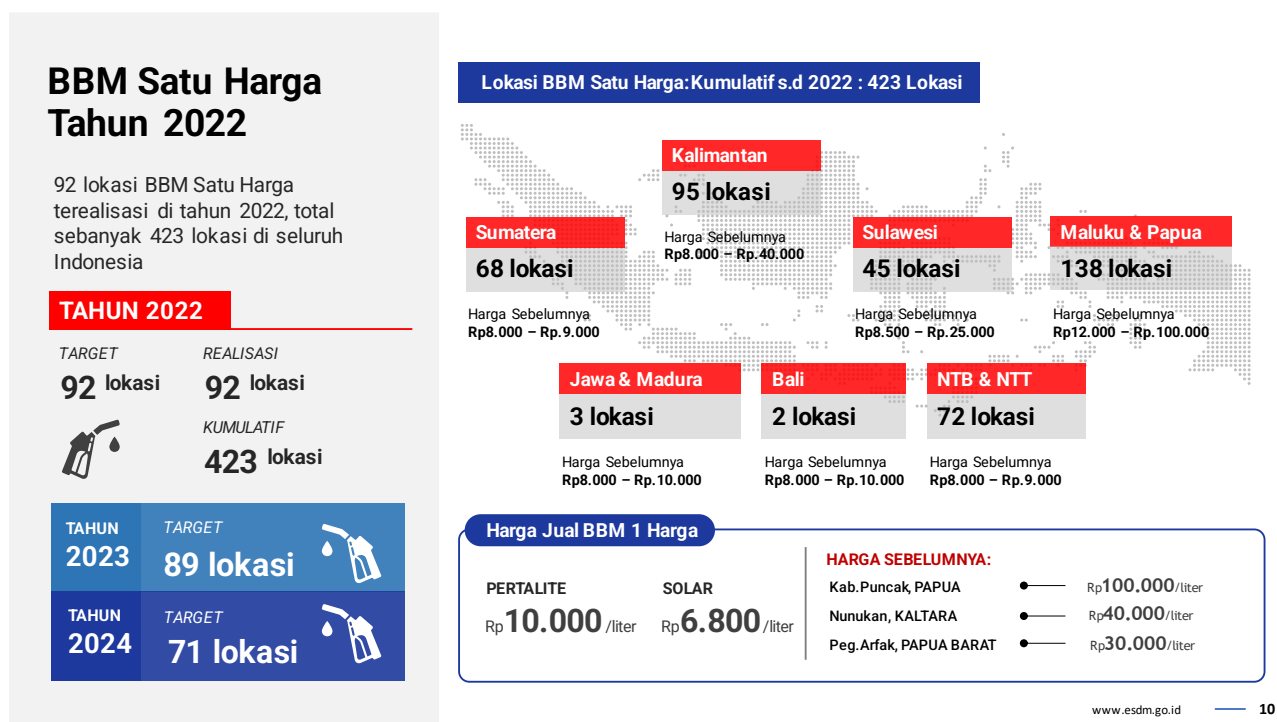 BBM Satu Harga
Tahun 2022
92 lokasi BBM Satu Harga
terealisasi di tahun 2022, total
sebanyak 423 lokasi di seluruh
Indonesia
TAHUN 2022
TARGET
92 lokasi
REALISASI
92 lokasi
KUMULATIF
423 lokasi
TAHUN
2023
TARGET
89 lokasi
TAHUN
2024
TARGET
71 lokasi
Lokasi BBM Satu Harga:Kumulatif s.d 2022 : 423 Lokasi
Kalimantan
95 lokasi
Harga Sebelumnya
Rp8.000 – Rp.40.000
Sumatera
68 lokasi
Harga Sebelumnya
Rp8.000 – Rp.9.000
Sulawesi
45 lokasi
Harga Sebelumnya
Rp8.500 – Rp.25.000
Maluku & Papua
138 lokasi
Harga Sebelumnya
Rp12.000 – Rp.100.000
Jawa & Madura
3 lokasi
Harga Sebelumnya
Rp8.000 – Rp.10.000
Bali
2 lokasi
Harga Sebelumnya
Rp8.000 – Rp.10.000
NTB & NTT
72 lokasi
Harga Sebelumnya
Rp8.000 – Rp.9.000
Harga Jual BBM 1 Harga
PERTALITE
Rp10.000/liter
SOLAR
Rp6.800/liter
HARGA SEBELUMNYA:
Kab.Puncak, PAPUA Rp100.000/liter
Nunukan, KALTARA Rp40.000/liter
Peg.Arfak, PAPUA BARAT Rp30.000/liter
www.esdm.go.id 10